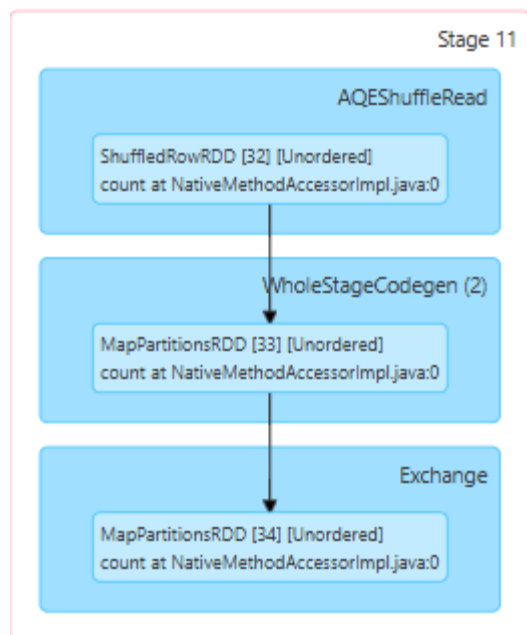 Stage 11
AQEShuffleRead
ShuffledRowRDD [32] [Unordered]
count at NativeMethodAccessorImpl.java:0
WholeStageCodegen (2)
MapPartitionsRDD [33] [Unordered]
count at NativeMethodAccessorImpl.java:0
Exchange
MapPartitionsRDD [34] [Unordered]
count at NativeMethodAccessorImpl.java:0